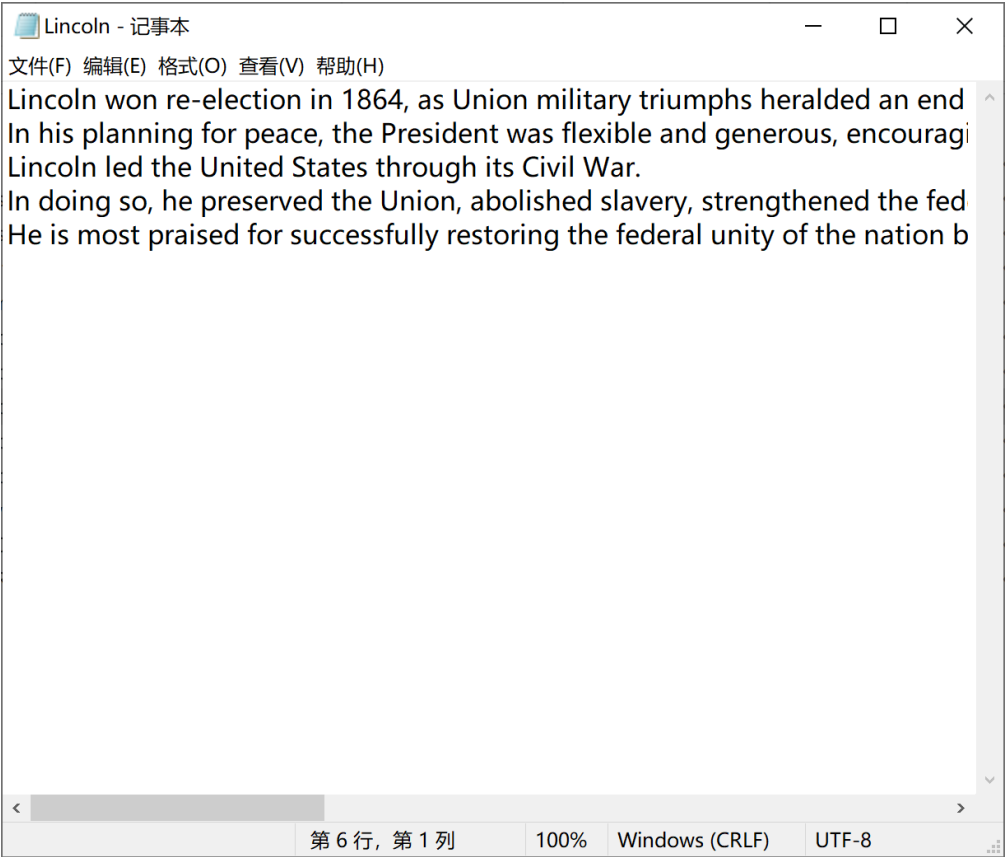 Lincoln - 记事本
文件(F) 编辑(E) 格式(O) 查看(V) 帮助(H)
Lincoln won re-election in 1864, as Union military triumphs heralded an end
In his planning for peace, the President was flexible and generous,
Lincoln led the United States through its Civil War.
In doing so, he preserved the Union, abolished slavery, strengthened the
He is most praised for successfully restoring the federal unity of the nation
第 6 行，第 1 列 100% Windows (CRLF) UTF-8